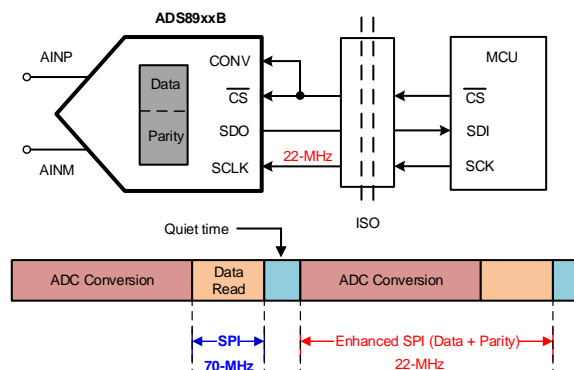 ADS89xxB
AINP
AINM
Data
Parity
CONV
CS
SDO
SCLK
22-MHz
ISO
MCU
CS
SDI
SCK
Quiet time
ADC Conversion
Data
Read
ADC Conversion
SPI
70-MHz
Enhanced SPI (Data + Parity)
22-MHz